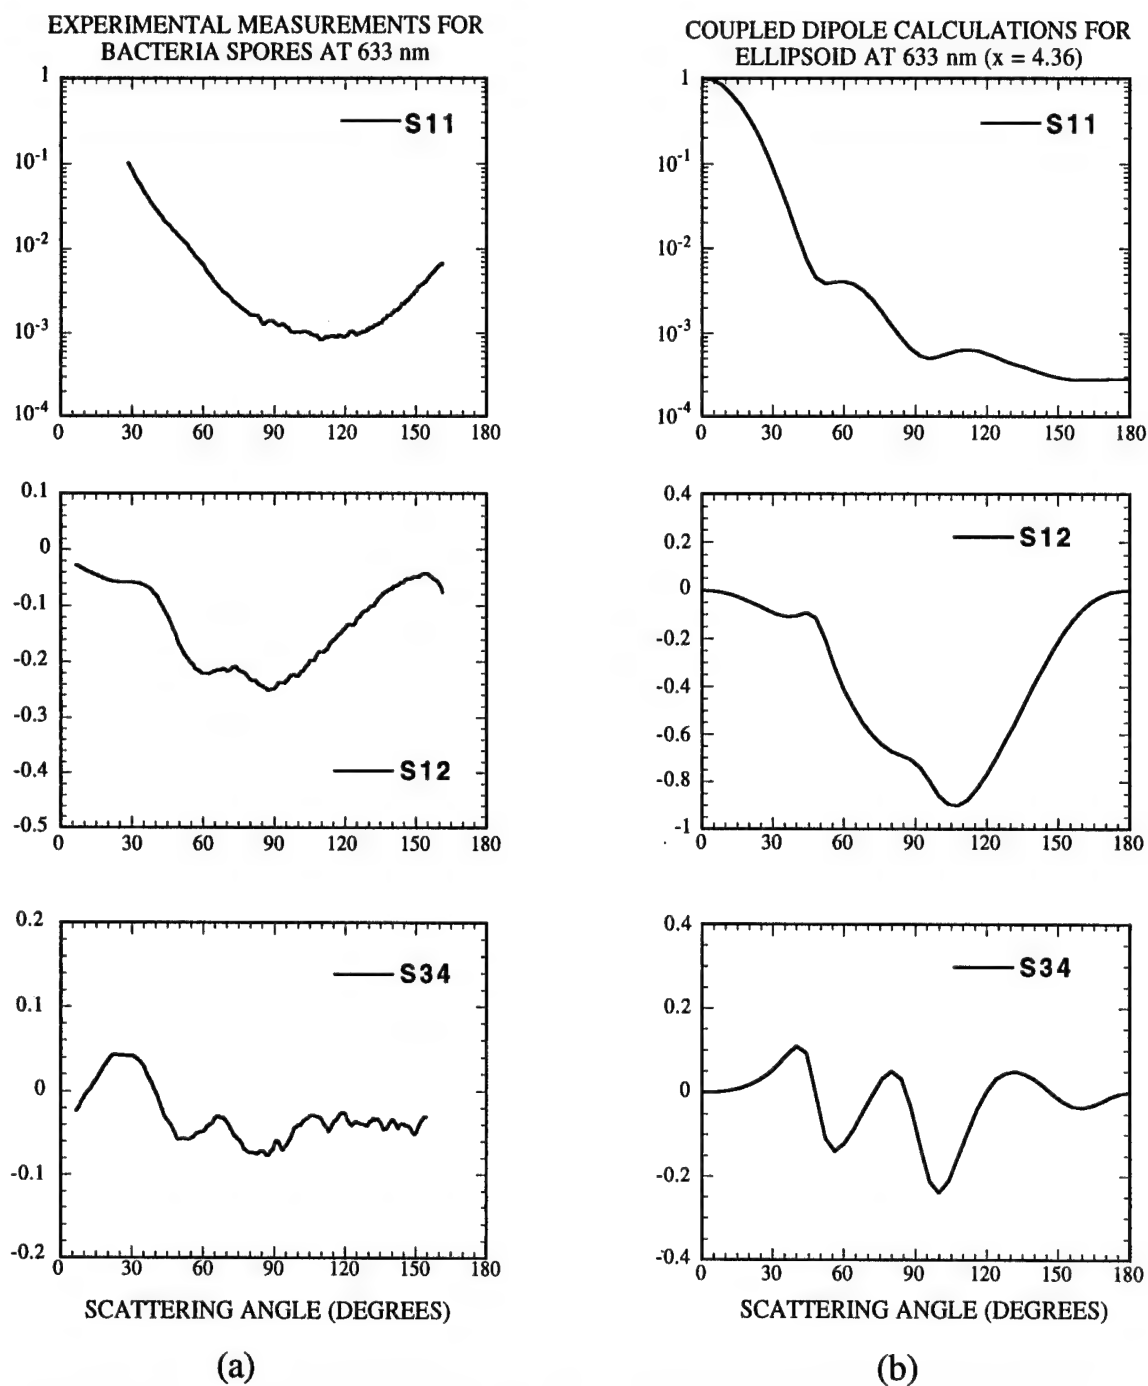 EXPERIMENTAL MEASUREMENTS FOR
BACTERIA SPORES AT 633 nm
1
10-1
10-2
10-3
10-4
S11
0 30 60 90 120 150 180
0.1
0
-0.1
-0.2
-0.3
-0.4
-0.5
S12
0 30 60 90 120 150 180
0.2
0.1
0
-0.1
-0.2
S34
0 30 60 90 120 150 180
SCATTERING ANGLE (DEGREES)
(a)
COUPLED DIPOLE CALCULATIONS FOR
ELLIPSOID AT 633 nm (x = 4.36)
1
10-1
10-2
10-3
10-4
S11
0 30 60 90 120 150 180
0.4
0.2
0
-0.2
-0.4
-0.6
-0.8
-1
S12
0 30 60 90 120 150 180
0.4
0.2
0
-0.2
-0.4
S34
0 30 60 90 120 150 180
SCATTERING ANGLE (DEGREES)
(b)